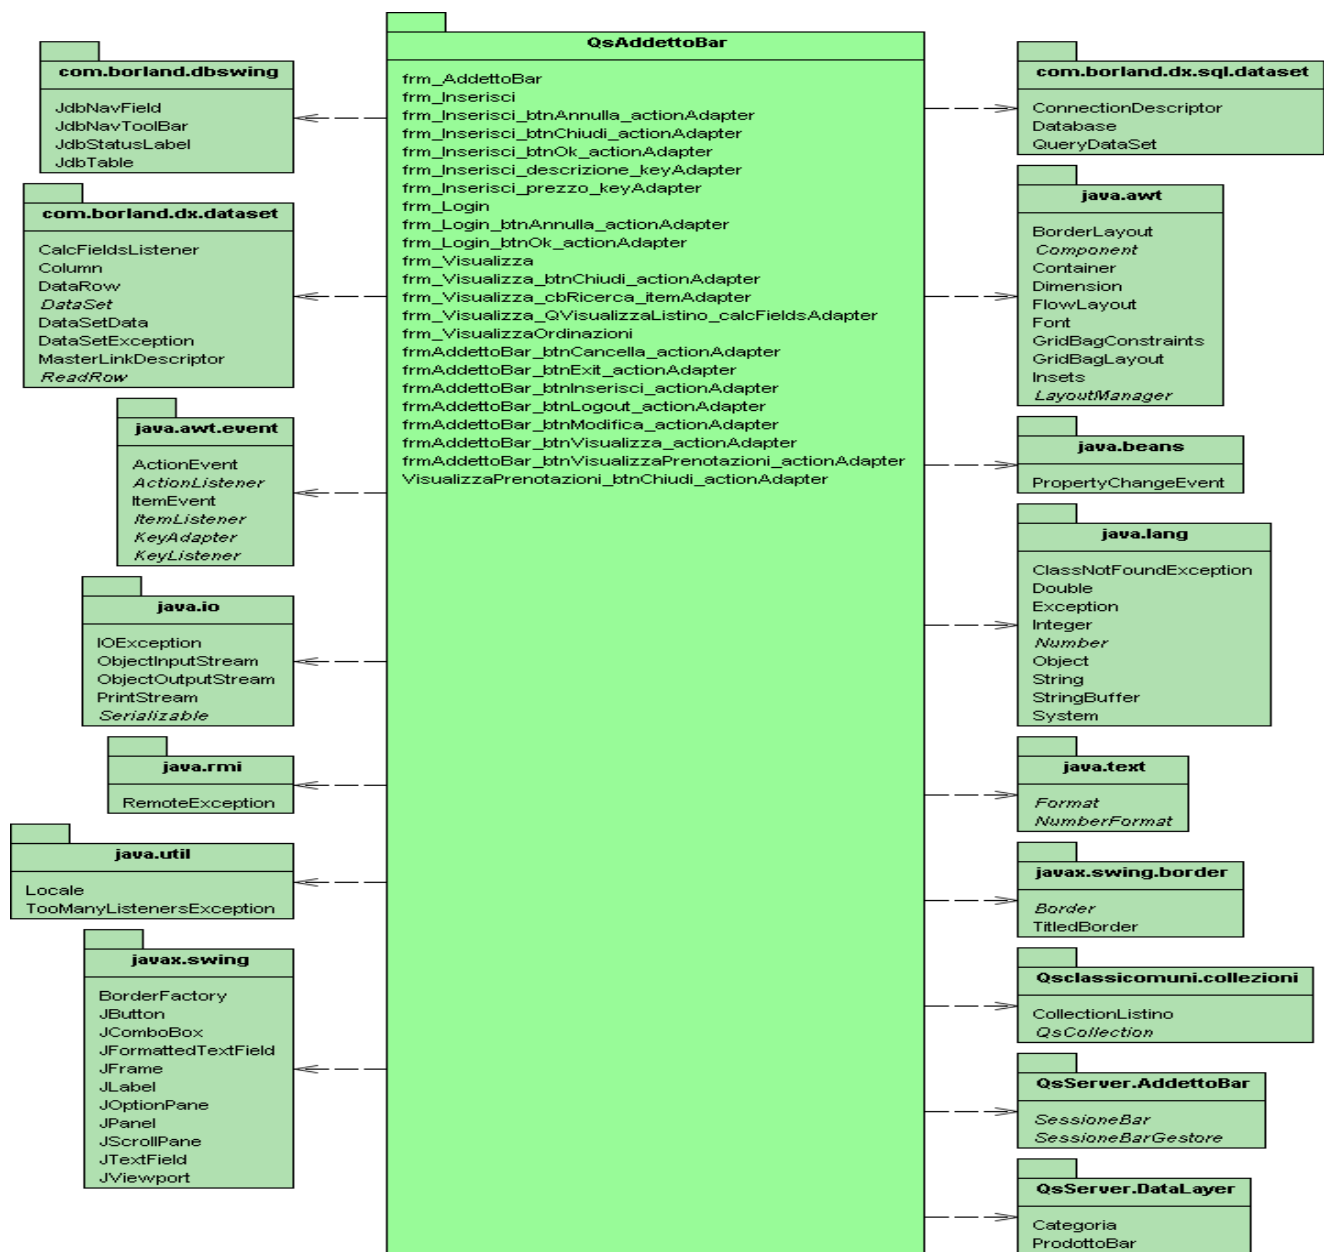 com.borland.dbswing
JdbNavField
JdbNavToolBar
JdbStatusLabel
JdbTable
com.borland.dx.dataset
CalcFieldsListener
Column
DataRow
DataSet
DataSetData
DataSetException
MasterLinkDescriptor
ReadRow
java.awt.event
ActionEvent
ActionListener
ItemEvent
ItemListener
KeyAdapter
KeyListener
java.io
IOException
ObjectInputStream
ObjectOutputStream
PrintStream
Serializable
java.rmi
RemoteException
java.util
Locale
TooManyListenersException
javax.swing
BorderFactory
JButton
JComboBox
JFormattedTextField
JFrame
JLabel
JOptionPane
JPanel
JScrollPane
JTextField
JViewport
QsAddettoBar
frm_AddettoBar
frm_Inserisci
frm_Inserisci_btnAnnulla_actionAdapter
frm_Inserisci_btnChiudi_actionAdapter
frm_Inserisci_btnOk_actionAdapter
frm_Inserisci_descrizione_keyAdapter
frm_Inserisci_prezzo_keyAdapter
frm_Login
frm_Login_btnAnnulla_actionAdapter
frm_Login_btnOk_actionAdapter
frm_Visualizza
frm_Visualizza_btnChiudi_actionAdapter
frm_Visualizza_cbRicerca_itemAdapter
frm_Visualizza_QVisualizzaListino_calcFieldsAdapter
frm_VisualizzaOrdinazioni
frmAddettoBar_btnCancella_actionAdapter
frmAddettoBar_btnExit_actionAdapter
frmAddettoBar_btnInserisci_actionAdapter
frmAddettoBar_btnLogout_actionAdapter
frmAddettoBar_btnModifica_actionAdapter
frmAddettoBar_btnVisualizza_actionAdapter
frmAddettoBar_btnVisualizzaPrenotazioni_actionAdapter
VisualizzaPrenotazioni_btnChiudi_actionAdapter
com.borland.dx.sql.dataset
ConnectionDescriptor
Database
QueryDataSet
java.awt
BorderLayout
Component
Container
Dimension
FlowLayout
Font
GridBagConstraints
GridBagLayout
Insets
LayoutManager
java.beans
PropertyChangeEvent
java.lang
ClassNotFoundException
Double
Exception
Integer
Number
Object
String
StringBuffer
System
java.text
Format
NumberFormat
javax.swing.border
Border
TitledBorder
Qsclassicomuni.collezioni
CollectionListino
QsCollection
QsServer.AddettoBar
SessioneBar
SessioneBarGestore
QsServer.DataLayer
Categoria
ProdottoBar